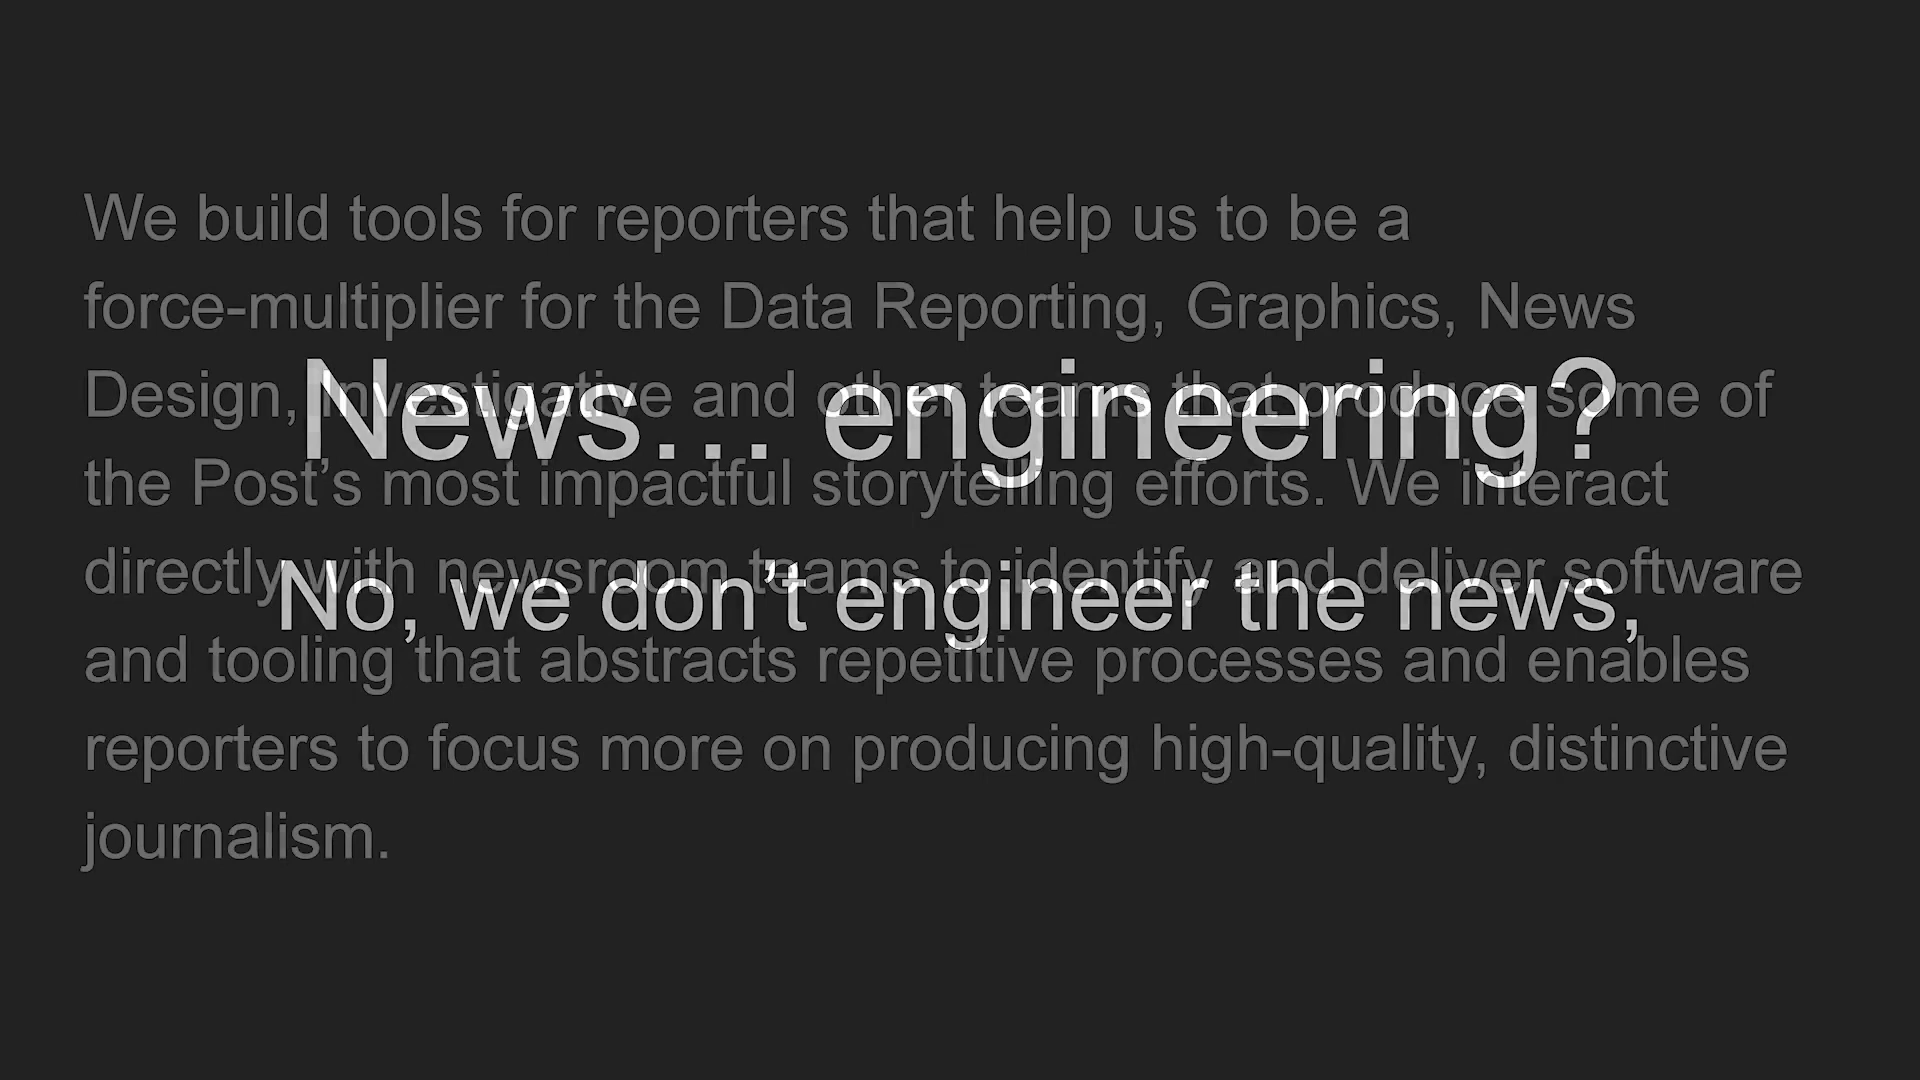 We build tools for reporters that help us to be a
force-multiplier for the Data Reporting, Graphics, News
Design, Investigative and other teams that produce some of
the Post’s most impactful storytelling efforts. We interact
directly with newsroom teams to identify and deliver software
and tooling that abstracts repetitive processes and enables
reporters to focus more on producing high-quality, distinctive
journalism.
News… engineering?
No, we don’t engineer the news,